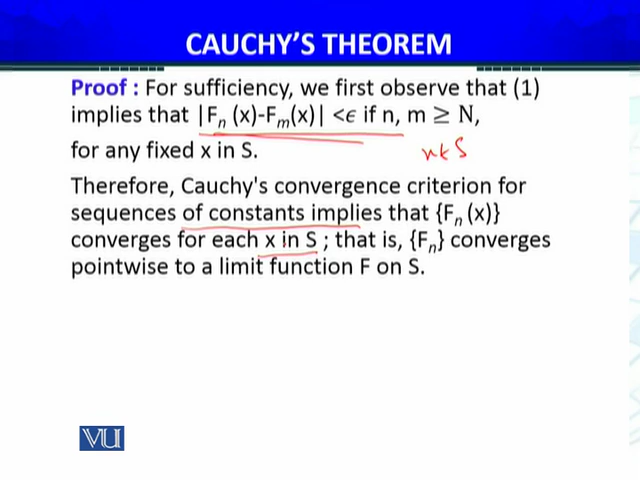 CAUCHY'S THEOREM
Proof : For sufficiency, we first observe that (1)
implies that |Fₙ (x)-Fₘ(x)| <ϵ if n, m ≥ N,
for any fixed x in S.
x ∈ S
Therefore, Cauchy's convergence criterion for
sequences of constants implies that {Fₙ (x)}
converges for each x in S ; that is, {Fₙ} converges
pointwise to a limit function F on S.
VU